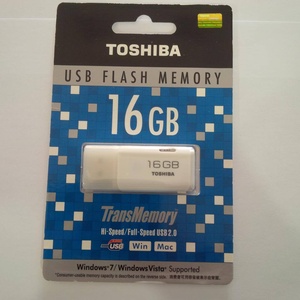 TOSHIBA
USB FLASH MEMORY
16GB
16GB
TOSHIBA
TransMemory
Hi-Speed/Full-Speed USB2.0
USB
Win
Mac
Windows 7/Windows Vista Supported